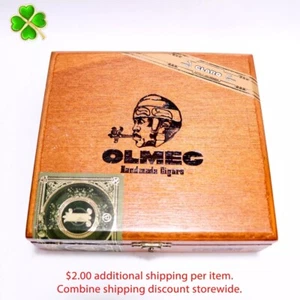 OLMEC
Handmade Cigars
$2.00 additional shipping per item.
Combine shipping discount storewide.